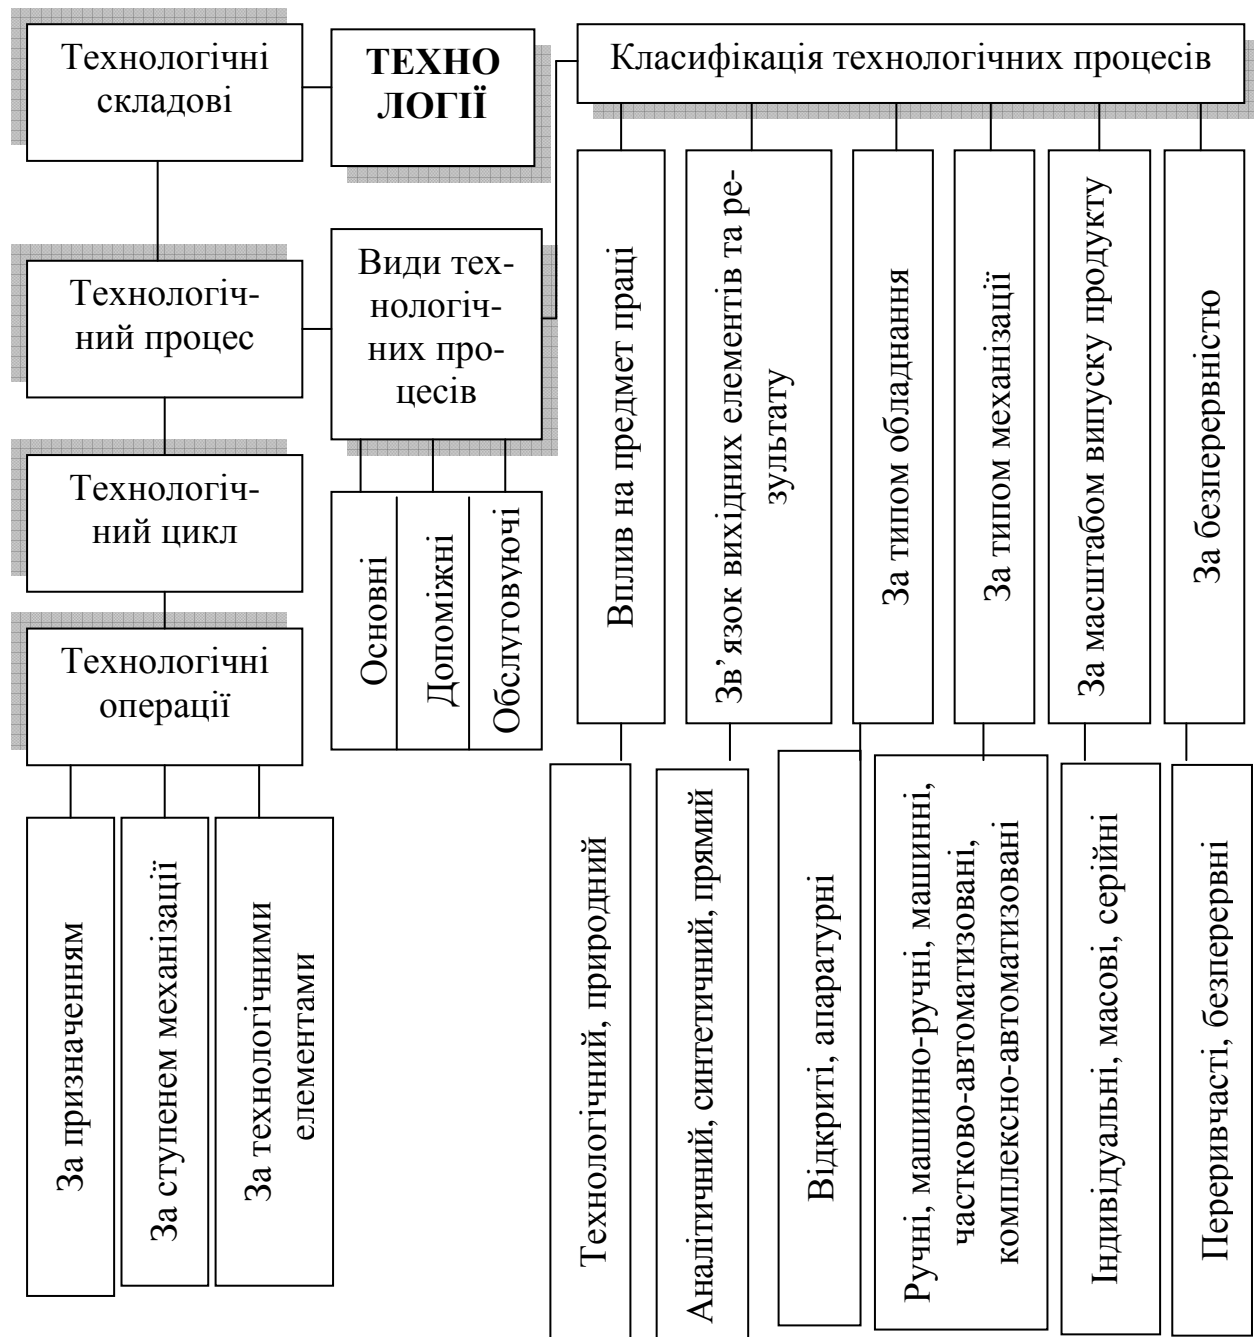 Технологічні
складові
ТЕХНО
ЛОГІЇ
Класифікація технологічних процесів
Технологіч-
ний процес
Види тех-
нологіч-
них про-
цесів
Технологіч-
ний цикл
Технологічні
операції
Основні
Допоміжні
Обслуговуючі
За призначенням
За ступенем механізації
За технологічними
елементами
Вплив на предмет праці
Зв’язок вихідних елементів та ре-
зультату
За типом обладнання
За типом механізації
За масштабом випуску продукту
За безперервністю
Технологічний, природний
Аналітичний, синтетичний, прямий
Відкриті, апаратурні
Ручні, машинно-ручні, машинні,
частково-автоматизовані,
комплексно-автоматизовані
Індивідуальні, масові, серійні
Переривчасті, безперервні